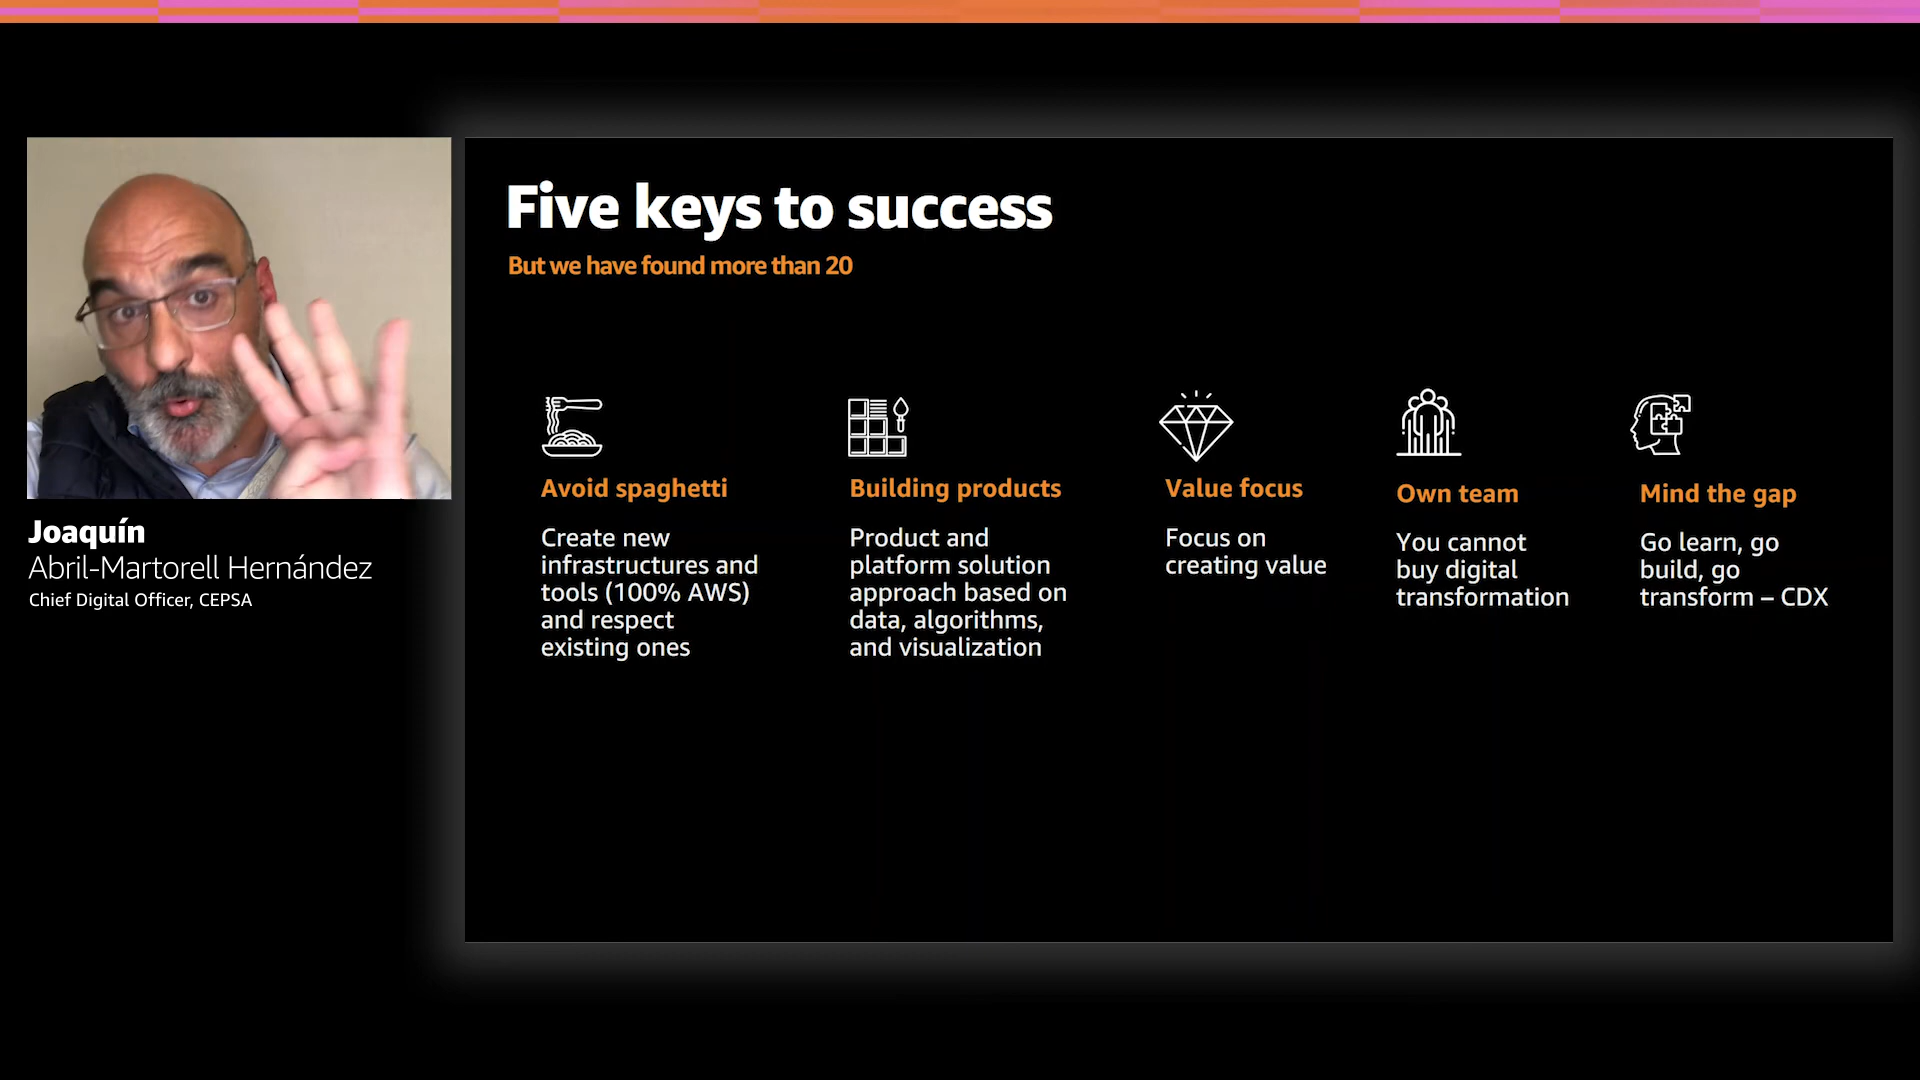 Five keys to success
But we have found more than 20
Joaquín
Abril-Martorell Hernández
Chief Digital Officer, CEPSA
Avoid spaghetti
Create new
infrastructures and
tools (100% AWS)
and respect
existing ones
Building products
Product and
platform solution
approach based on
data, algorithms,
and visualization
Value focus
Focus on
creating value
Own team
You cannot
buy digital
transformation
Mind the gap
Go learn, go
build, go
transform – CDX